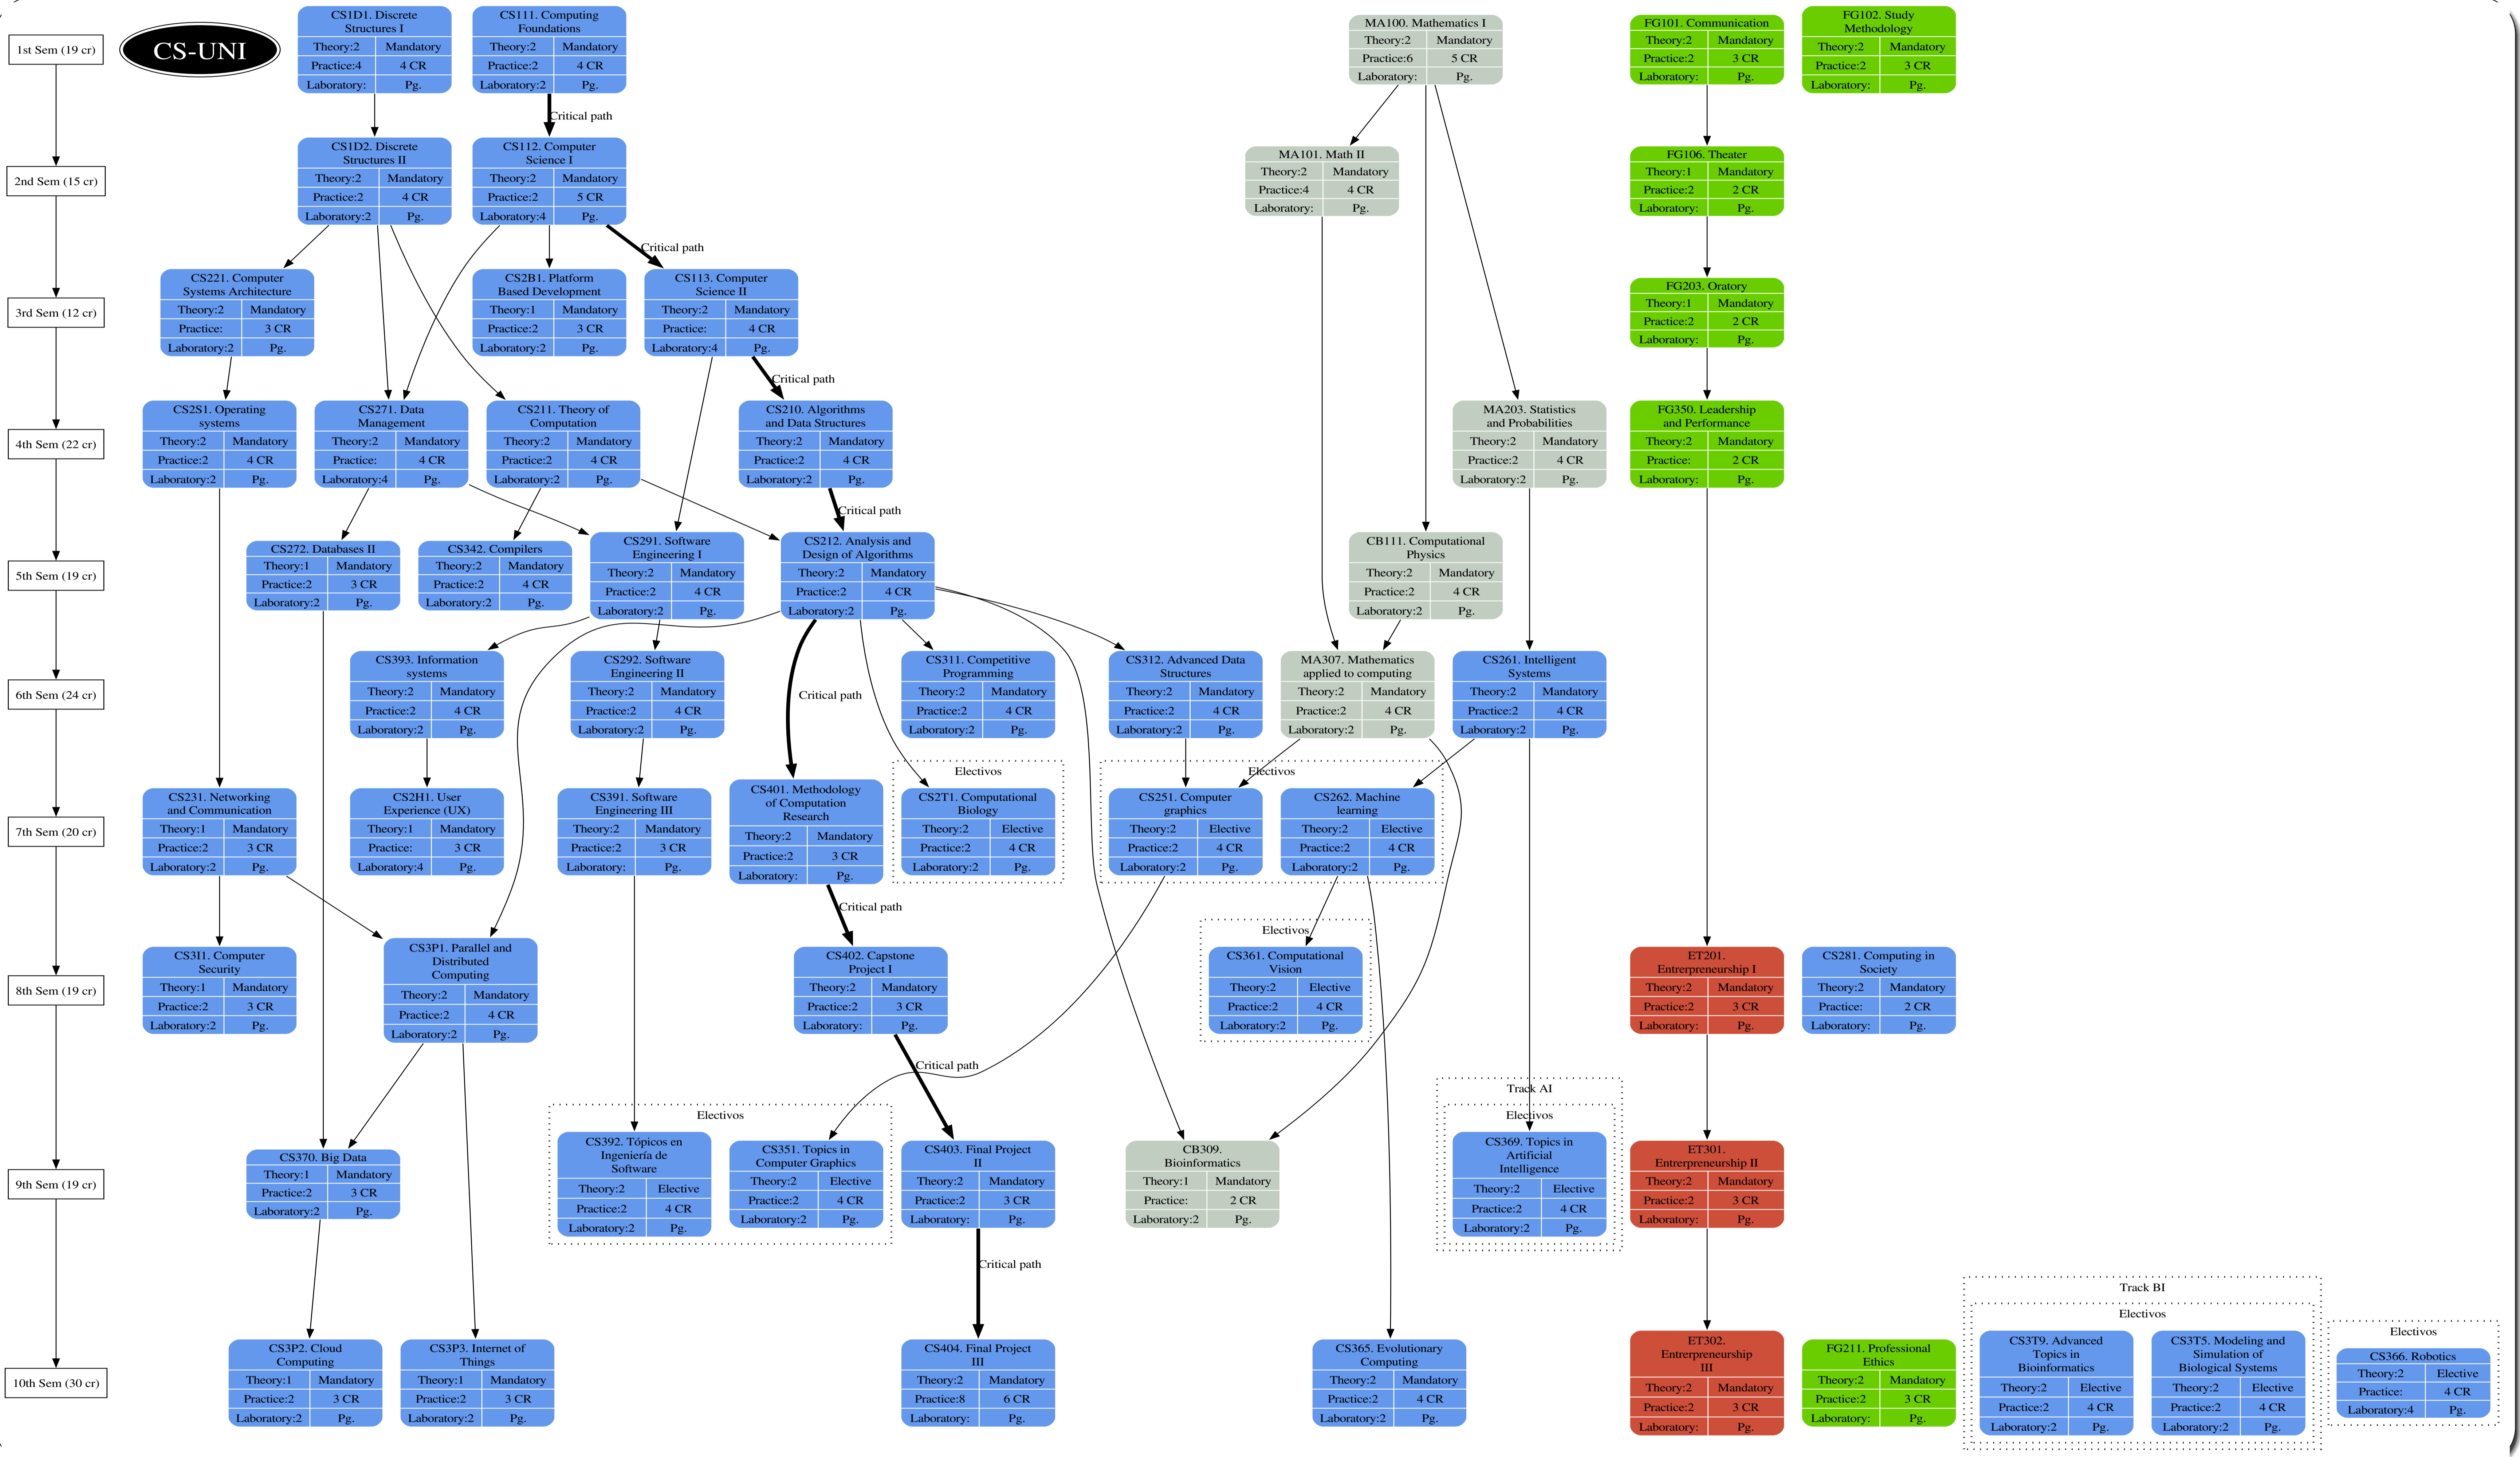 CS-UNI
1st Sem (19 cr)
CS1D1. Discrete
Structures I
Theory:2 Mandatory
Practice:4 4 CR
Laboratory: Pg.
CS111. Computing
Foundations
Theory:2 Mandatory
Practice:2 4 CR
Laboratory:2 Pg.
MA100. Mathematics I
Theory:2 Mandatory
Practice:6 5 CR
Laboratory: Pg.
FG101. Communication
Theory:2 Mandatory
Practice:2 3 CR
Laboratory: Pg.
FG102. Study
Methodology
Theory:2 Mandatory
Practice:2 3 CR
Laboratory: Pg.
Critical path
2nd Sem (15 cr)
CS1D2. Discrete
Structures II
Theory:2 Mandatory
Practice:2 4 CR
Laboratory:2 Pg.
CS112. Computer
Science I
Theory:2 Mandatory
Practice:2 5 CR
Laboratory:4 Pg.
MA101. Math II
Theory:2 Mandatory
Practice:4 4 CR
Laboratory: Pg.
FG106. Theater
Theory:1 Mandatory
Practice:2 2 CR
Laboratory: Pg.
Critical path
3rd Sem (12 cr)
CS221. Computer
Systems Architecture
Theory:2 Mandatory
Practice: 3 CR
Laboratory:2 Pg.
CS2B1. Platform
Based Development
Theory:1 Mandatory
Practice:2 3 CR
Laboratory:2 Pg.
CS113. Computer
Science II
Theory:2 Mandatory
Practice: 4 CR
Laboratory:4 Pg.
FG203. Oratory
Theory:1 Mandatory
Practice:2 2 CR
Laboratory: Pg.
Critical path
4th Sem (22 cr)
CS2S1. Operating
systems
Theory:2 Mandatory
Practice:2 4 CR
Laboratory:2 Pg.
CS271. Data
Management
Theory:2 Mandatory
Practice: 4 CR
Laboratory:4 Pg.
CS211. Theory of
Computation
Theory:2 Mandatory
Practice:2 4 CR
Laboratory:2 Pg.
CS210. Algorithms
and Data Structures
Theory:2 Mandatory
Practice:2 4 CR
Laboratory:2 Pg.
MA203. Statistics
and Probabilities
Theory:2 Mandatory
Practice:2 4 CR
Laboratory:2 Pg.
FG350. Leadership
and Performance
Theory:2 Mandatory
Practice: 2 CR
Laboratory: Pg.
Critical path
5th Sem (19 cr)
CS272. Databases II
Theory:1 Mandatory
Practice:2 3 CR
Laboratory:2 Pg.
CS342. Compilers
Theory:2 Mandatory
Practice:2 4 CR
Laboratory:2 Pg.
CS291. Software
Engineering I
Theory:2 Mandatory
Practice:2 4 CR
Laboratory:2 Pg.
CS212. Analysis and
Design of Algorithms
Theory:2 Mandatory
Practice:2 4 CR
Laboratory:2 Pg.
CB111. Computational
Physics
Theory:2 Mandatory
Practice:2 4 CR
Laboratory:2 Pg.
6th Sem (24 cr)
CS393. Information
systems
Theory:2 Mandatory
Practice:2 4 CR
Laboratory:2 Pg.
CS292. Software
Engineering II
Theory:2 Mandatory
Practice:2 4 CR
Laboratory:2 Pg.
Critical path
CS311. Competitive
Programming
Theory:2 Mandatory
Practice:2 4 CR
Laboratory:2 Pg.
CS312. Advanced Data
Structures
Theory:2 Mandatory
Practice:2 4 CR
Laboratory:2 Pg.
MA307. Mathematics
applied to computing
Theory:2 Mandatory
Practice:2 4 CR
Laboratory:2 Pg.
CS261. Intelligent
Systems
Theory:2 Mandatory
Practice:2 4 CR
Laboratory:2 Pg.
7th Sem (20 cr)
CS231. Networking
and Communication
Theory:1 Mandatory
Practice:2 3 CR
Laboratory:2 Pg.
CS2H1. User
Experience (UX)
Theory:1 Mandatory
Practice: 3 CR
Laboratory:4 Pg.
CS391. Software
Engineering III
Theory:2 Mandatory
Practice:2 3 CR
Laboratory: Pg.
CS401. Methodology
of Computation
Research
Theory:2 Mandatory
Practice:2 3 CR
Laboratory: Pg.
Electivos
CS2T1. Computational
Biology
Theory:2 Elective
Practice:2 4 CR
Laboratory:2 Pg.
Electivos
CS251. Computer
graphics
Theory:2 Elective
Practice:2 4 CR
Laboratory:2 Pg.
CS262. Machine
learning
Theory:2 Elective
Practice:2 4 CR
Laboratory:2 Pg.
Critical path
8th Sem (19 cr)
CS3I1. Computer
Security
Theory:1 Mandatory
Practice:2 3 CR
Laboratory:2 Pg.
CS3P1. Parallel and
Distributed
Computing
Theory:2 Mandatory
Practice:2 4 CR
Laboratory:2 Pg.
CS402. Capstone
Project I
Theory:2 Mandatory
Practice:2 3 CR
Laboratory: Pg.
Electivos
CS361. Computational
Vision
Theory:2 Elective
Practice:2 4 CR
Laboratory:2 Pg.
ET201.
Entrerpreneurship I
Theory:2 Mandatory
Practice:2 3 CR
Laboratory: Pg.
CS281. Computing in
Society
Theory:2 Mandatory
Practice: 2 CR
Laboratory: Pg.
Critical path
9th Sem (19 cr)
CS370. Big Data
Theory:1 Mandatory
Practice:2 3 CR
Laboratory:2 Pg.
Electivos
CS392. Tópicos en
Ingeniería de
Software
Theory:2 Elective
Practice:2 4 CR
Laboratory:2 Pg.
CS351. Topics in
Computer Graphics
Theory:2 Elective
Practice:2 4 CR
Laboratory:2 Pg.
CS403. Final Project
II
Theory:2 Mandatory
Practice:2 3 CR
Laboratory: Pg.
CB309.
Bioinformatics
Theory:1 Mandatory
Practice: 2 CR
Laboratory:2 Pg.
Track AI
Electivos
CS369. Topics in
Artificial
Intelligence
Theory:2 Elective
Practice:2 4 CR
Laboratory:2 Pg.
ET301.
Entrerpreneurship II
Theory:2 Mandatory
Practice:2 3 CR
Laboratory: Pg.
Critical path
10th Sem (30 cr)
CS3P2. Cloud
Computing
Theory:1 Mandatory
Practice:2 3 CR
Laboratory:2 Pg.
CS3P3. Internet of
Things
Theory:1 Mandatory
Practice:2 3 CR
Laboratory:2 Pg.
CS404. Final Project
III
Theory:2 Mandatory
Practice:8 6 CR
Laboratory: Pg.
CS365. Evolutionary
Computing
Theory:2 Mandatory
Practice:2 4 CR
Laboratory:2 Pg.
ET302.
Entrerpreneurship
III
Theory:2 Mandatory
Practice:2 3 CR
Laboratory: Pg.
FG211. Professional
Ethics
Theory:2 Mandatory
Practice:2 3 CR
Laboratory: Pg.
Track BI
Electivos
CS3T9. Advanced
Topics in
Bioinformatics
Theory:2 Elective
Practice:2 4 CR
Laboratory:2 Pg.
CS3T5. Modeling and
Simulation of
Biological Systems
Theory:2 Elective
Practice:2 4 CR
Laboratory:2 Pg.
Electivos
CS366. Robotics
Theory:2 Elective
Practice: 4 CR
Laboratory:4 Pg.